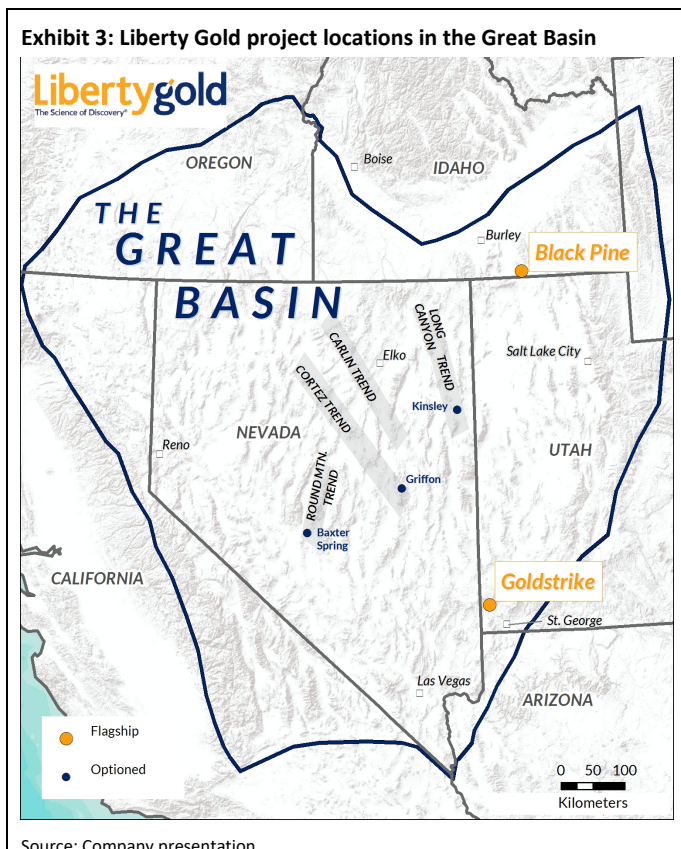 Exhibit 3: Liberty Gold project locations in the Great Basin
Libertygold
The Science of Discovery®
OREGON
Boise
IDAHO
THE
GREAT
BASIN
Burley
Black Pine
LONG
CANYON TREND
CARLIN TREND
Elko
CORTEZ TREND
Salt Lake City
Kinsley
NEVADA
Reno
UTAH
ROUND MTN.
TREND
Griffon
Baxter
Spring
CALIFORNIA
Goldstrike
St. George
Las Vegas
ARIZONA
Flagship
Optioned
0 50 100
Kilometers
Source: Company presentation